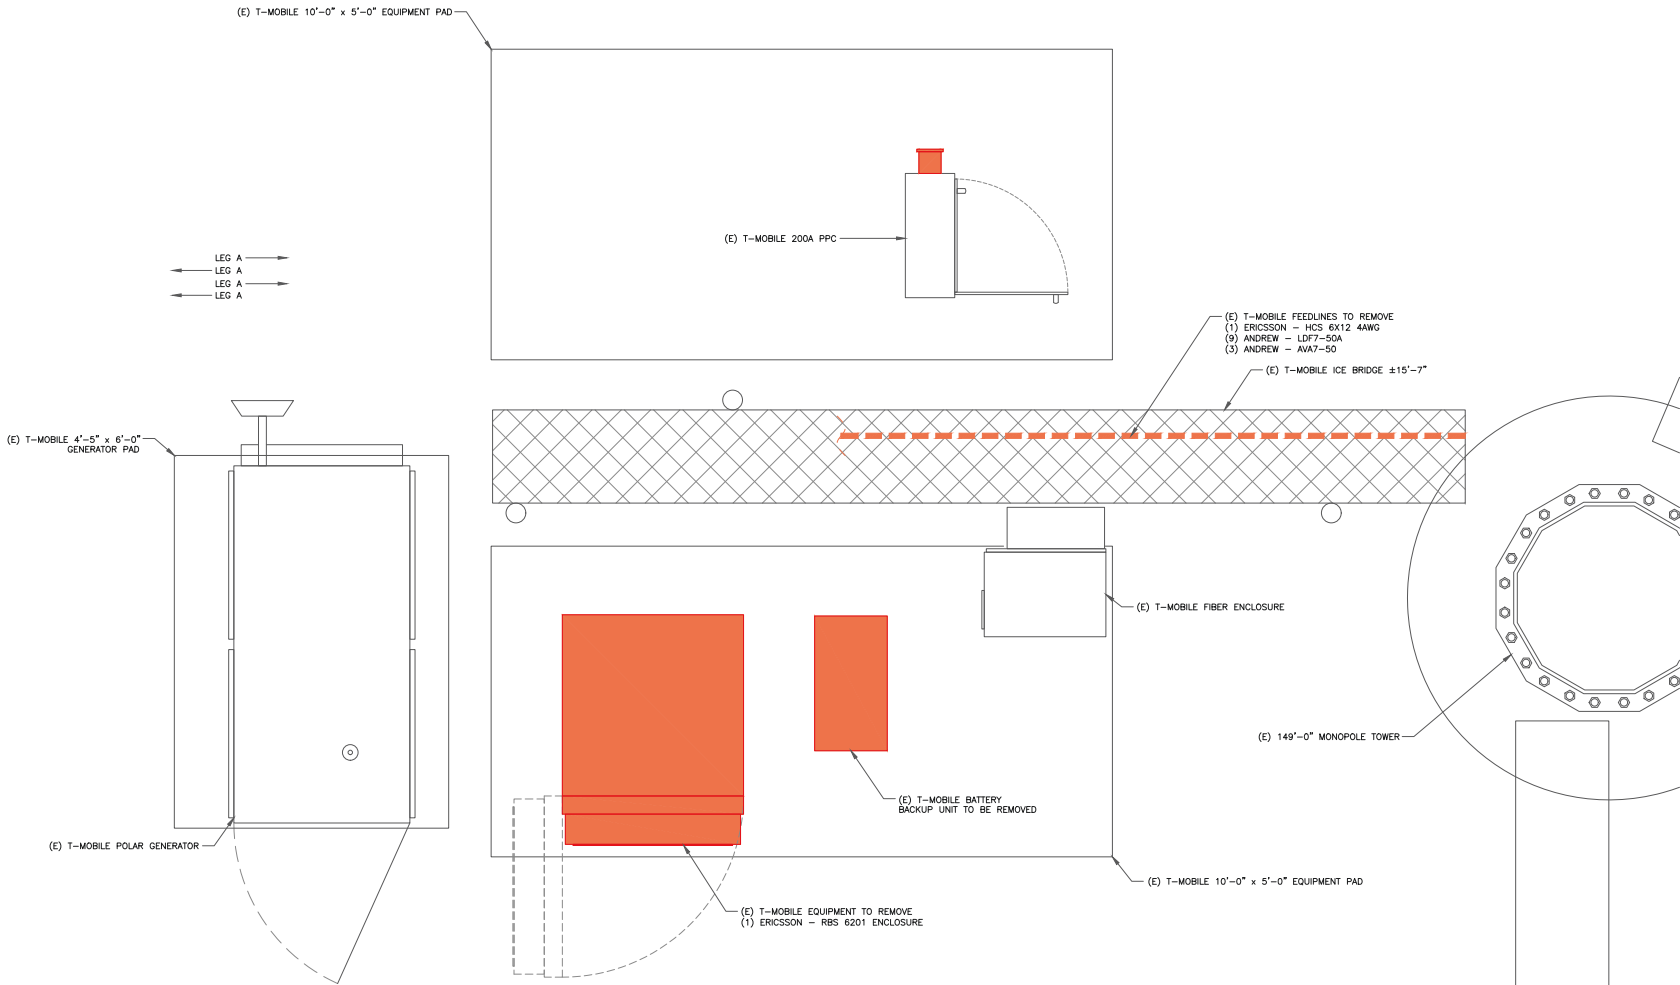 (E) T-MOBILE 10'-0" x 5'-0" EQUIPMENT PAD
(E) T-MOBILE 200A PPC
LEG A
LEG A
LEG A
LEG A
(E) T-MOBILE FEEDLINES TO REMOVE
(1) ERICSSON - HCS 6X12 4AWG
(9) ANDREW - LDF7-50A
(3) ANDREW - AVA7-50
(E) T-MOBILE ICE BRIDGE ±15'-7"
(E) T-MOBILE 4'-5" x 6'-0"
GENERATOR PAD
(E) T-MOBILE FIBER ENCLOSURE
(E) 149'-0" MONOPOLE TOWER
(E) T-MOBILE BATTERY
BACKUP UNIT TO BE REMOVED
(E) T-MOBILE POLAR GENERATOR
(E) T-MOBILE 10'-0" x 5'-0" EQUIPMENT PAD
(E) T-MOBILE EQUIPMENT TO REMOVE
(1) ERICSSON - RBS 6201 ENCLOSURE